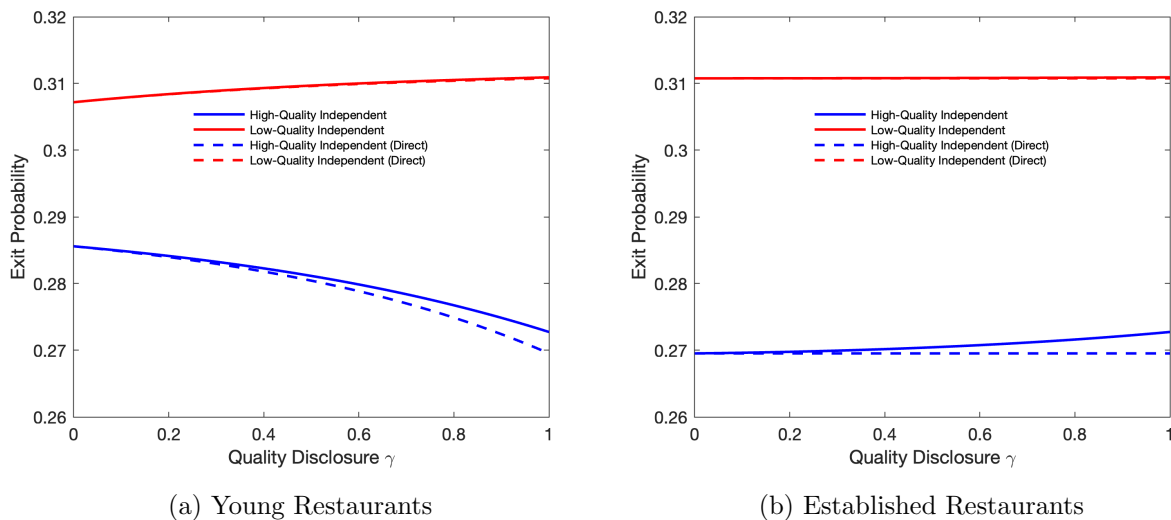 0.32
0.31
0.3
0.29
0.28
0.27
0.26
Exit Probability
High-Quality Independent
Low-Quality Independent
High-Quality Independent (Direct)
Low-Quality Independent (Direct)
0 0.2 0.4 0.6 0.8 1
Quality Disclosure γ
(a) Young Restaurants
0.32
0.31
0.3
0.29
0.28
0.27
0.26
Exit Probability
High-Quality Independent
Low-Quality Independent
High-Quality Independent (Direct)
Low-Quality Independent (Direct)
0 0.2 0.4 0.6 0.8 1
Quality Disclosure γ
(b) Established Restaurants